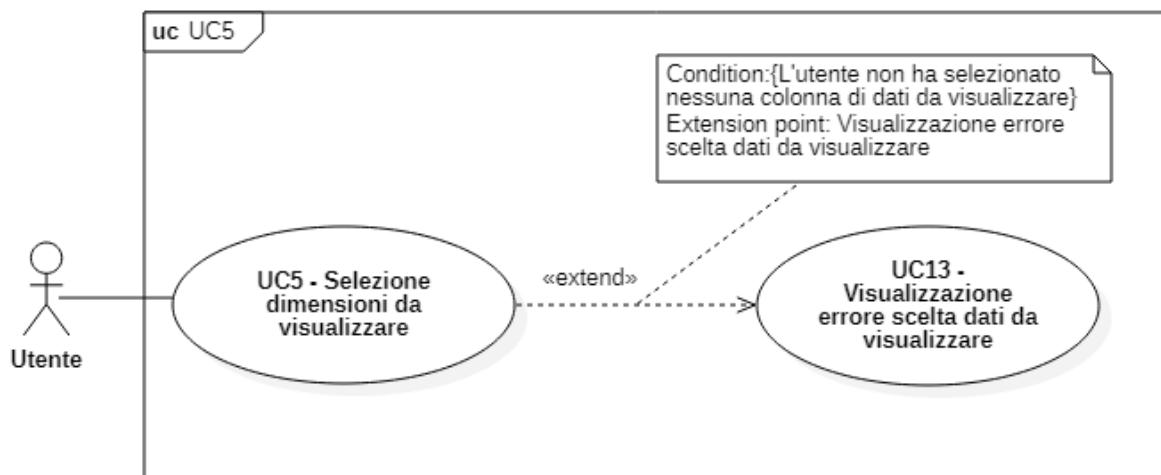 uc UC5
Condition:{L'utente non ha selezionato
nessuna colonna di dati da visualizzare}
Extension point: Visualizzazione errore
scelta dati da visualizzare
Utente
UC5 - Selezione
dimensioni da
visualizzare
«extend»
UC13 -
Visualizzazione
errore scelta dati da
visualizzare